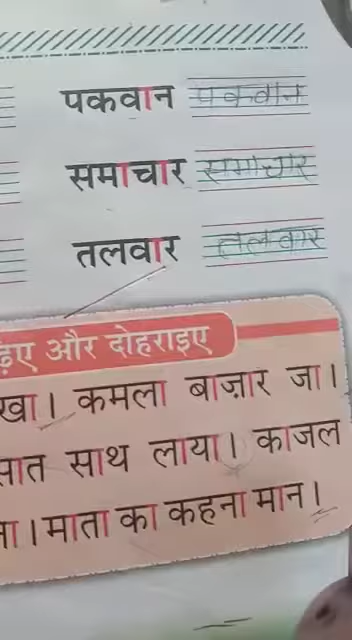 पकवान पकवान
समाचार समाचार
तलवार तलवार
और दोहराइए
खा। कमला बाज़ार जा।
सात साथ लाया। काजल
माता का कहना मान।